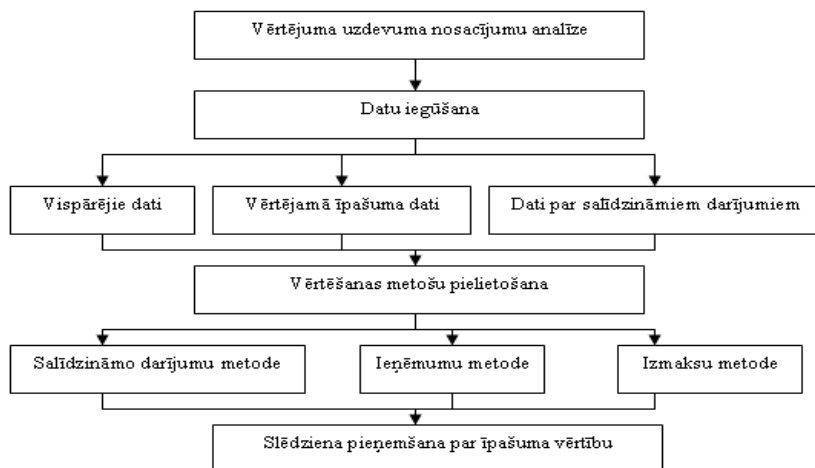 Vērtējuma uzdevuma nosacījumu analīze
Datu iegūšana
Vispārējie dati
Vērtējamā īpašuma dati
Dati par salīdzināmiem darījumiem
Vērtēšanas metošu pielietošana
Salīdzināmo darījumu metode
Ieņēmumu metode
Izmaksu metode
Slēdziena pieņemšana par īpašuma vērtību